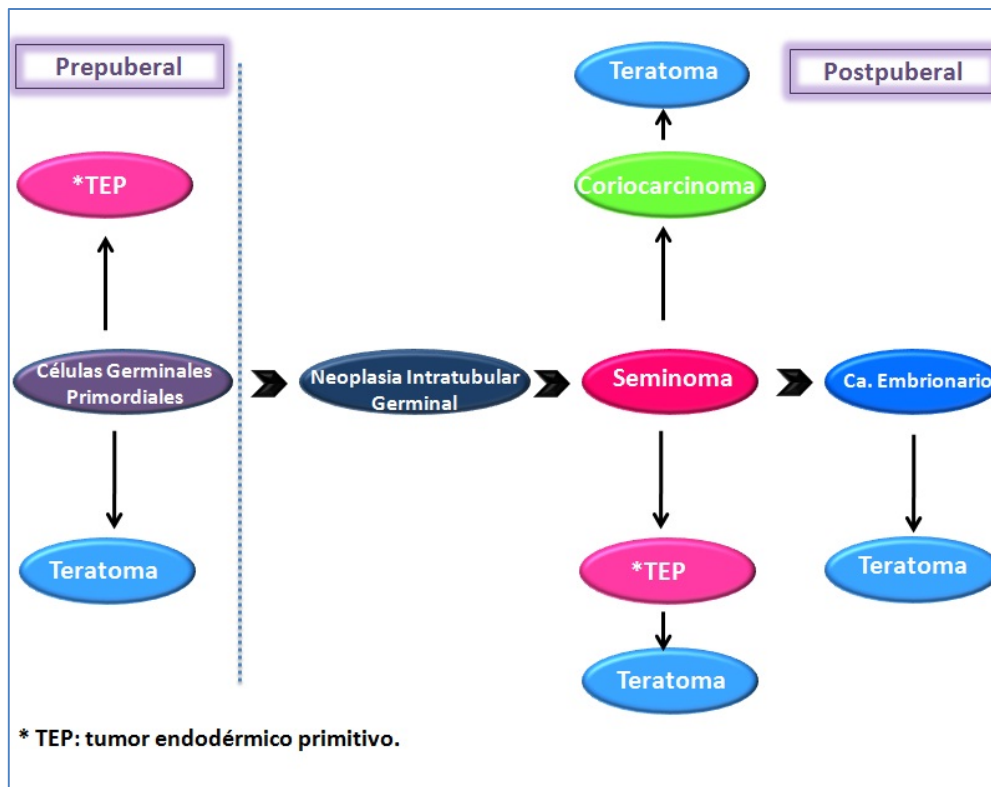 Prepuberal
Teratoma
Postpuberal
*TEP
Coriocarcinoma
Células Germinales
Primordiales
Neoplasia Intratubular
Germinal
Seminoma
Ca. Embrionario
Teratoma
*TEP
Teratoma
Teratoma
* TEP: tumor endodérmico primitivo.